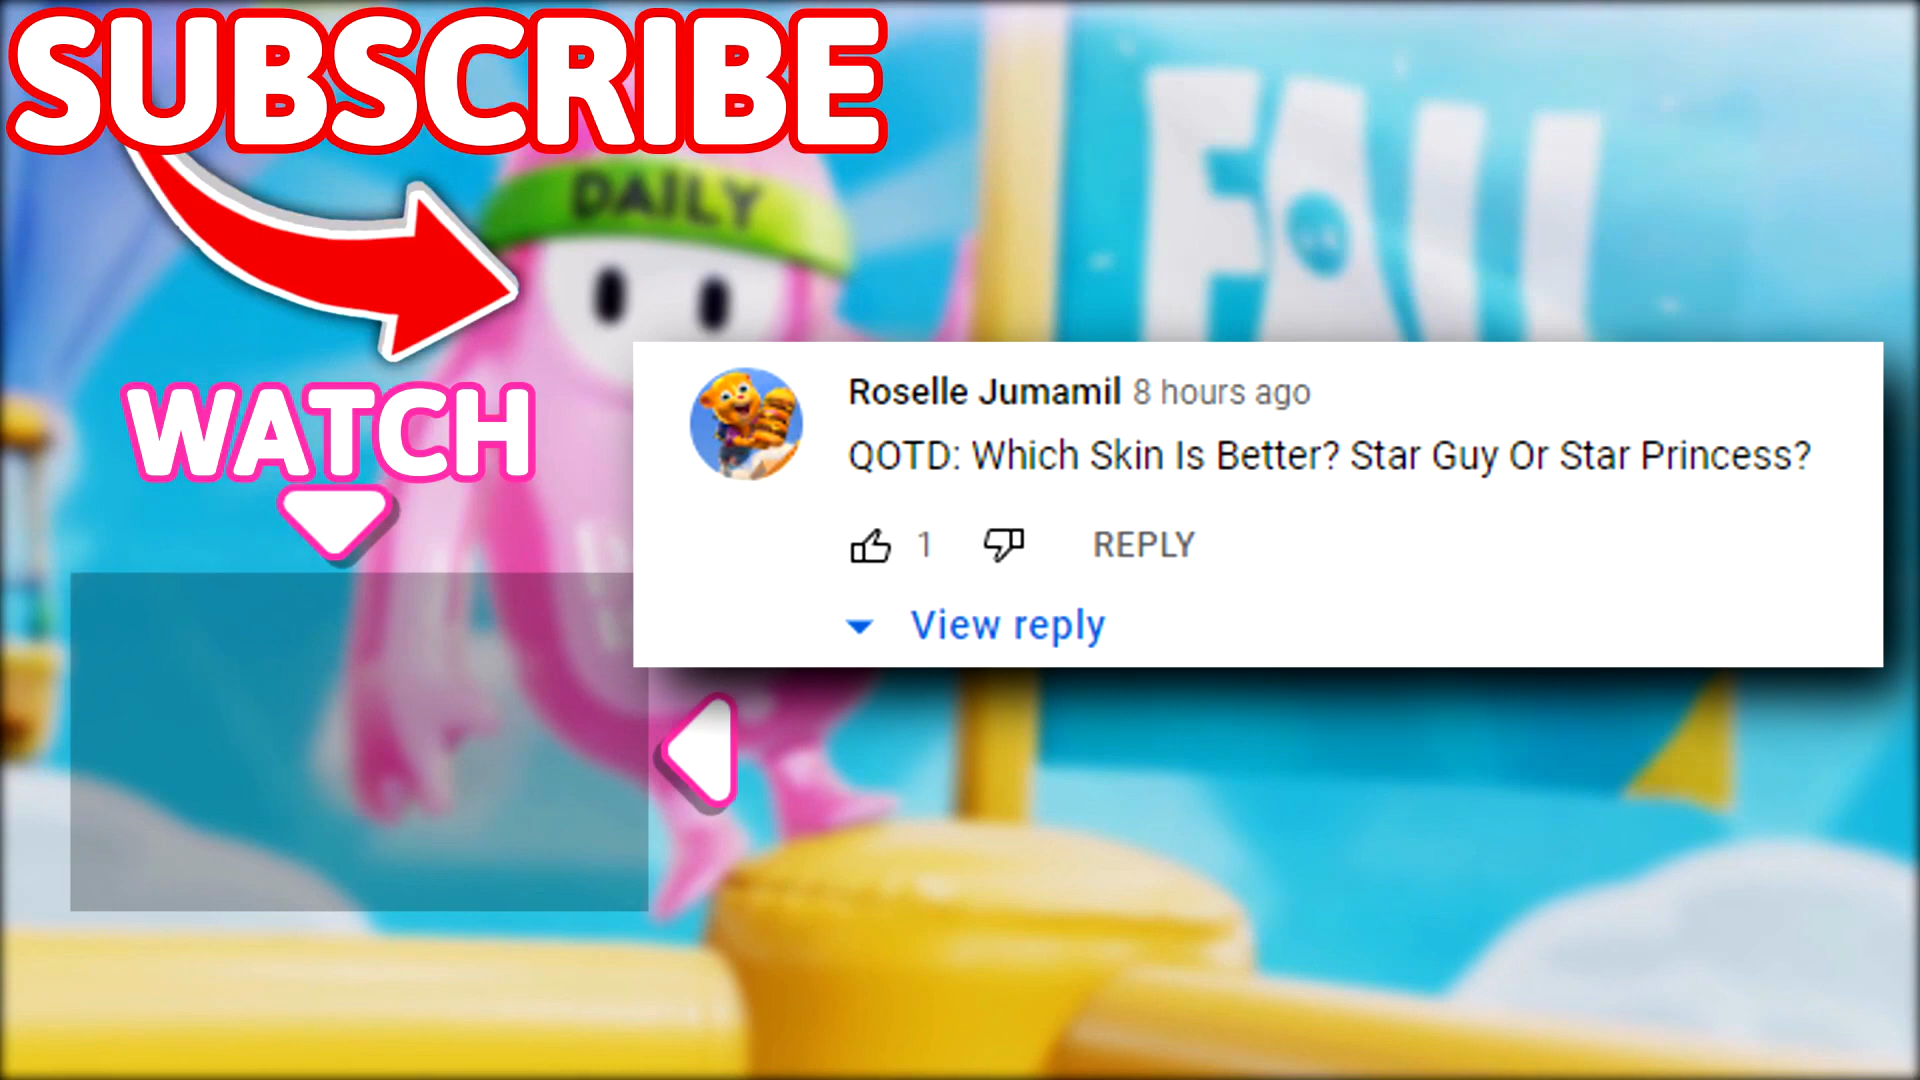 SUBSCRIBE
DAILY
FALL
WATCH
Roselle Jumamil 8 hours ago
QOTD: Which Skin Is Better? Star Guy Or Star Princess?
1 REPLY
View reply